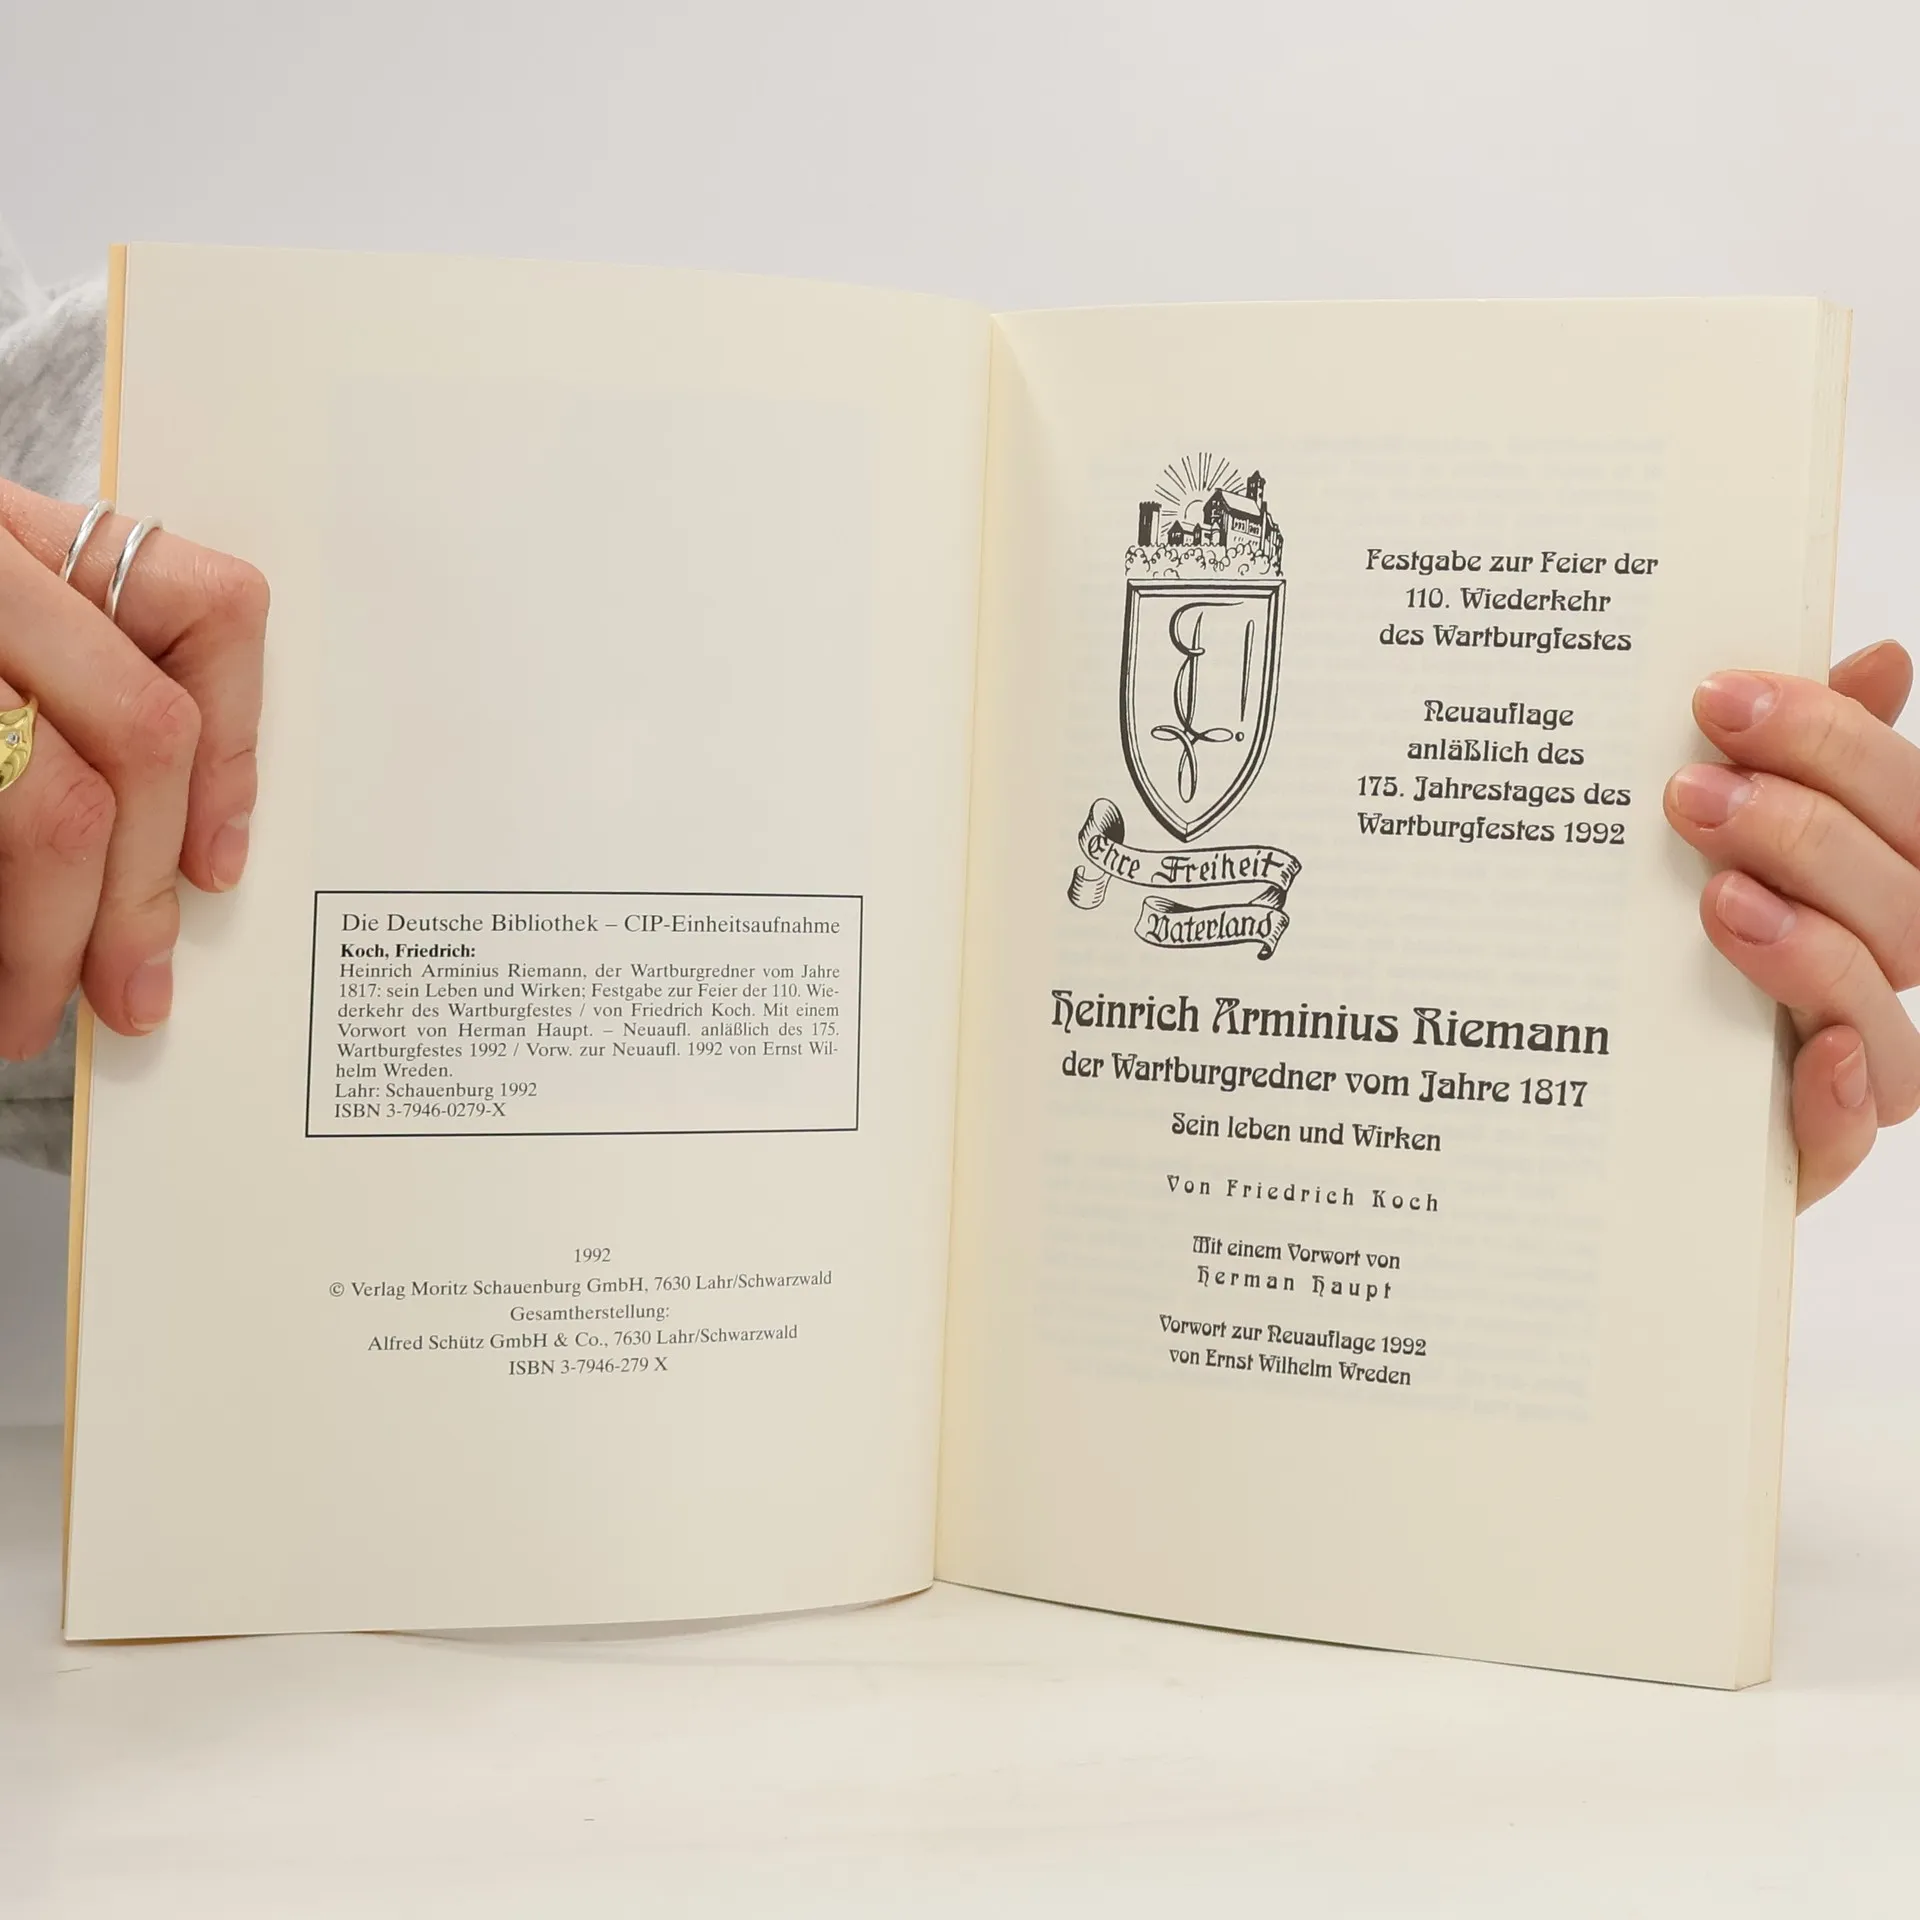 Die Deutsche Bibliothek – CIP-Einheitsaufnahme
Koch, Friedrich:
Heinrich Arminius Riemann, der Wartburgredner vom Jahre
1817: sein Leben und Wirken; Festgabe zur Feier der 110. Wie-
derkehr des Wartburgfestes / von Friedrich Koch. Mit einem
Vorwort von Herman Haupt. – Neuaufl. anläßlich des 175.
Wartburgfestes 1992 / Vorw. zur Neuaufl. 1992 von Ernst Wil-
helm Wreden.
Lahr: Schauenburg 1992
ISBN 3-7946-0279-X
1992
© Verlag Moritz Schauenburg GmbH, 7630 Lahr/Schwarzwald
Gesamtherstellung:
Alfred Schütz GmbH & Co., 7630 Lahr/Schwarzwald
ISBN 3-7946-279 X
Festgabe zur Feier der
110. Wiederkehr
des Wartburgfestes
Neuauflage
anläßlich des
175. Jahrestages des
Wartburgfestes 1992
Ehre Freiheit
Vaterland
Heinrich Arminius Riemann
der Wartburgredner vom Jahre 1817
Sein leben und Wirken
Von Friedrich Koch
Mit einem Vorwort von
Herman Haupt
Vorwort zur Neuauflage 1992
von Ernst Wilhelm Wreden